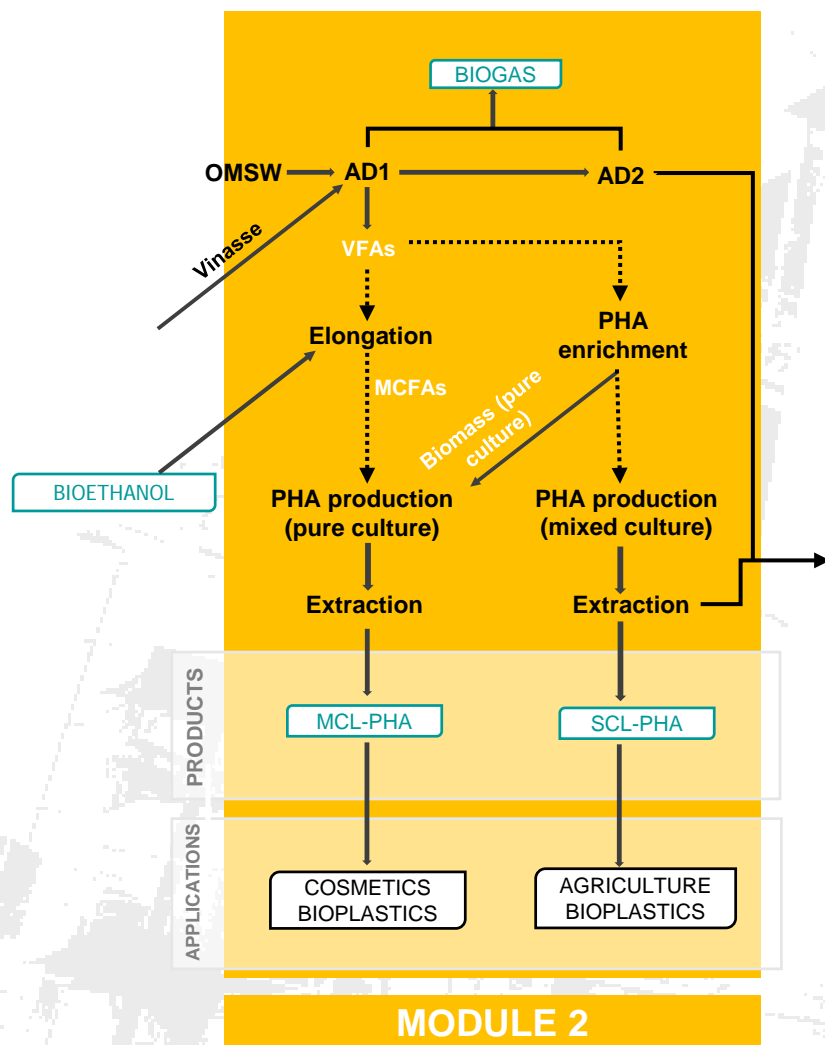 BIOGAS
OMSW
AD1
AD2
Vinasse
VFAs
Elongation
PHA
enrichment
MCFAs
Biomass (pure
culture)
BIOETHANOL
PHA production
(pure culture)
PHA production
(mixed culture)
Extraction
Extraction
PRODUCTS
MCL-PHA
SCL-PHA
APPLICATIONS
COSMETICS
BIOPLASTICS
AGRICULTURE
BIOPLASTICS
MODULE 2